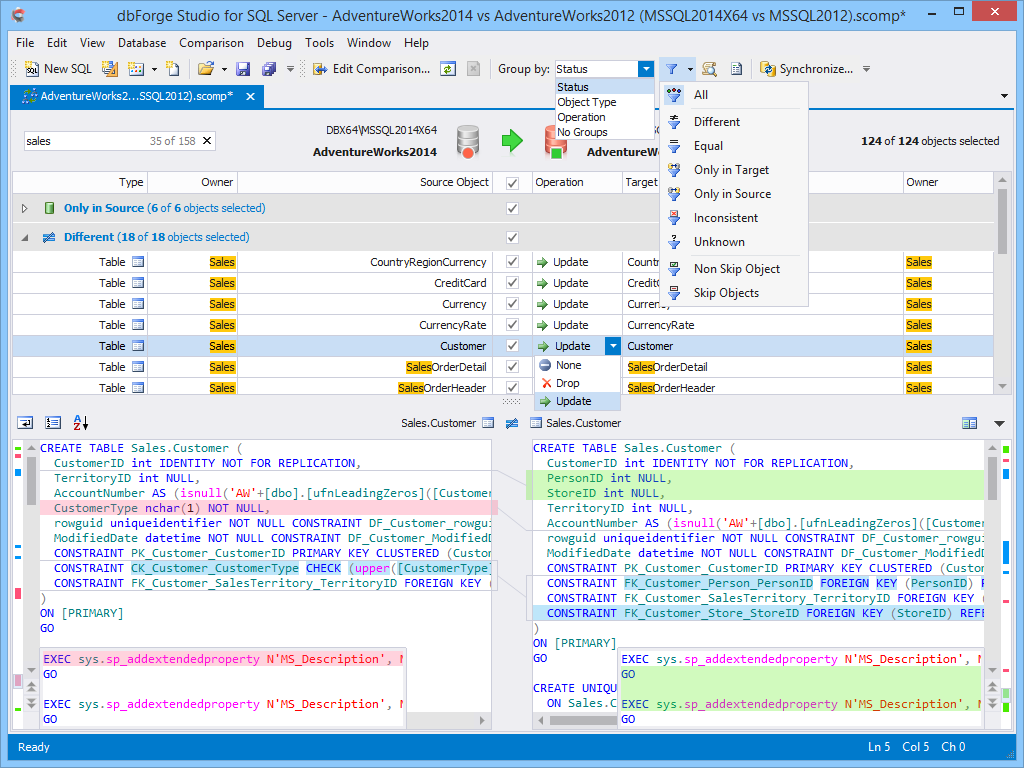 dbForge Studio for SQL Server - AdventureWorks2014 vs AdventureWorks2012 (MSSQL2014X64 vs MSSQL2012).scomp*
File Edit View Database Comparison Debug Tools Window Help
New SQL Edit Comparison... Group by: Status Synchronize...
AdventureWorks2...SSQL2012).scomp*
Status
Object Type
Operation
No Groups
All
Different
Equal
Only in Target
Only in Source
Inconsistent
Unknown
Non Skip Object
Skip Objects
sales 35 of 158
DBX64\MSSQL2014X64
AdventureWorks2014
124 of 124 objects selected
Type Owner Source Object Operation Target Owner
Only in Source (6 of 6 objects selected)
Different (18 of 18 objects selected)
Table Sales CountryRegionCurrency Update Sales
Table Sales CreditCard Update Sales
Table Sales Currency Update Sales
Table Sales CurrencyRate Update CurrencyRate Sales
Table Sales Customer Update Customer Sales
Table Sales SalesOrderDetail SalesOrderDetail Sales
Table Sales SalesOrderHeader SalesOrderHeader Sales
None
Drop
Update
Sales.Customer Sales.Customer
CREATE TABLE Sales.Customer (
CustomerID int IDENTITY NOT FOR REPLICATION,
TerritoryID int NULL,
AccountNumber AS (isnull('AW'+[dbo].[ufnLeadingZeros]([Customer
CustomerType nchar(1) NOT NULL,
rowguid uniqueidentifier NOT NULL CONSTRAINT DF_Customer_rowgui
ModifiedDate datetime NOT NULL CONSTRAINT DF_Customer_Modified
CONSTRAINT PK_Customer_CustomerID PRIMARY KEY CLUSTERED (Custo
CONSTRAINT CK_Customer_CustomerType CHECK (upper([CustomerType]
CONSTRAINT FK_Customer_SalesTerritory_TerritoryID FOREIGN KEY (
)
ON [PRIMARY]
GO
EXEC sys.sp_addextendedproperty N'MS_Description', N
GO
EXEC sys.sp_addextendedproperty N'MS_Description', N
GO
CREATE TABLE Sales.Customer (
CustomerID int IDENTITY NOT FOR REPLICATION,
PersonID int NULL,
StoreID int NULL,
TerritoryID int NULL,
AccountNumber AS (isnull('AW'+[dbo].[ufnLeadingZeros]([Customer
rowguid uniqueidentifier NOT NULL CONSTRAINT DF_Customer_rowgui
ModifiedDate datetime NOT NULL CONSTRAINT DF_Customer_Modified
CONSTRAINT PK_Customer_CustomerID PRIMARY KEY CLUSTERED (Custo
CONSTRAINT FK_Customer_Person_PersonID FOREIGN KEY (PersonID) R
CONSTRAINT FK_Customer_SalesTerritory_TerritoryID FOREIGN KEY (
CONSTRAINT FK_Customer_Store_StoreID FOREIGN KEY (StoreID) REFE
)
ON [PRIMARY]
GO
CREATE UNIQU
ON Sales.C
EXEC sys.sp_addextendedproperty N'MS_Description', N
GO
EXEC sys.sp_addextendedproperty N'MS_Description', N
GO
Ready Ln 5 Col 5 Ch 0